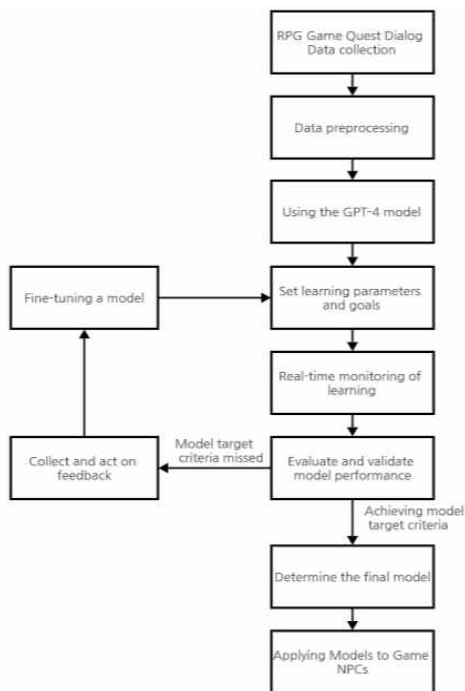 RPG Game Quest Dialog
Data collection
Data preprocessing
Using the GPT-4 model
Fine-tuning a model
Set learning parameters
and goals
Real-time monitoring of
learning
Model target
criteria missed
Collect and act on
feedback
Evaluate and validate
model performance
Achieving model
target criteria
Determine the final model
Applying Models to Game
NPCs